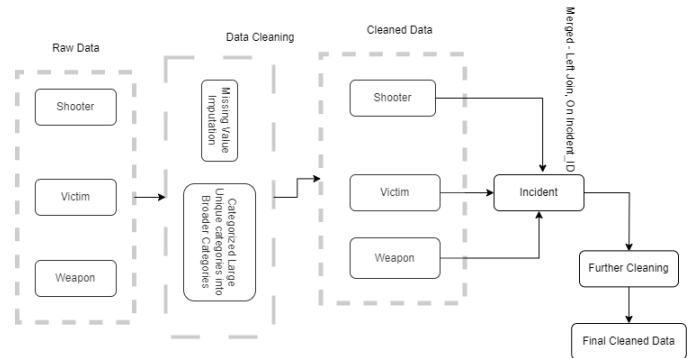 Raw Data
Shooter
Victim
Weapon
Data Cleaning
Missing Value
Imputation
Categorized Large
Unique categories into
Broader Categories
Cleaned Data
Shooter
Victim
Weapon
Merged - Left Join, On Incident_ID
Incident
Further Cleaning
Final Cleaned Data